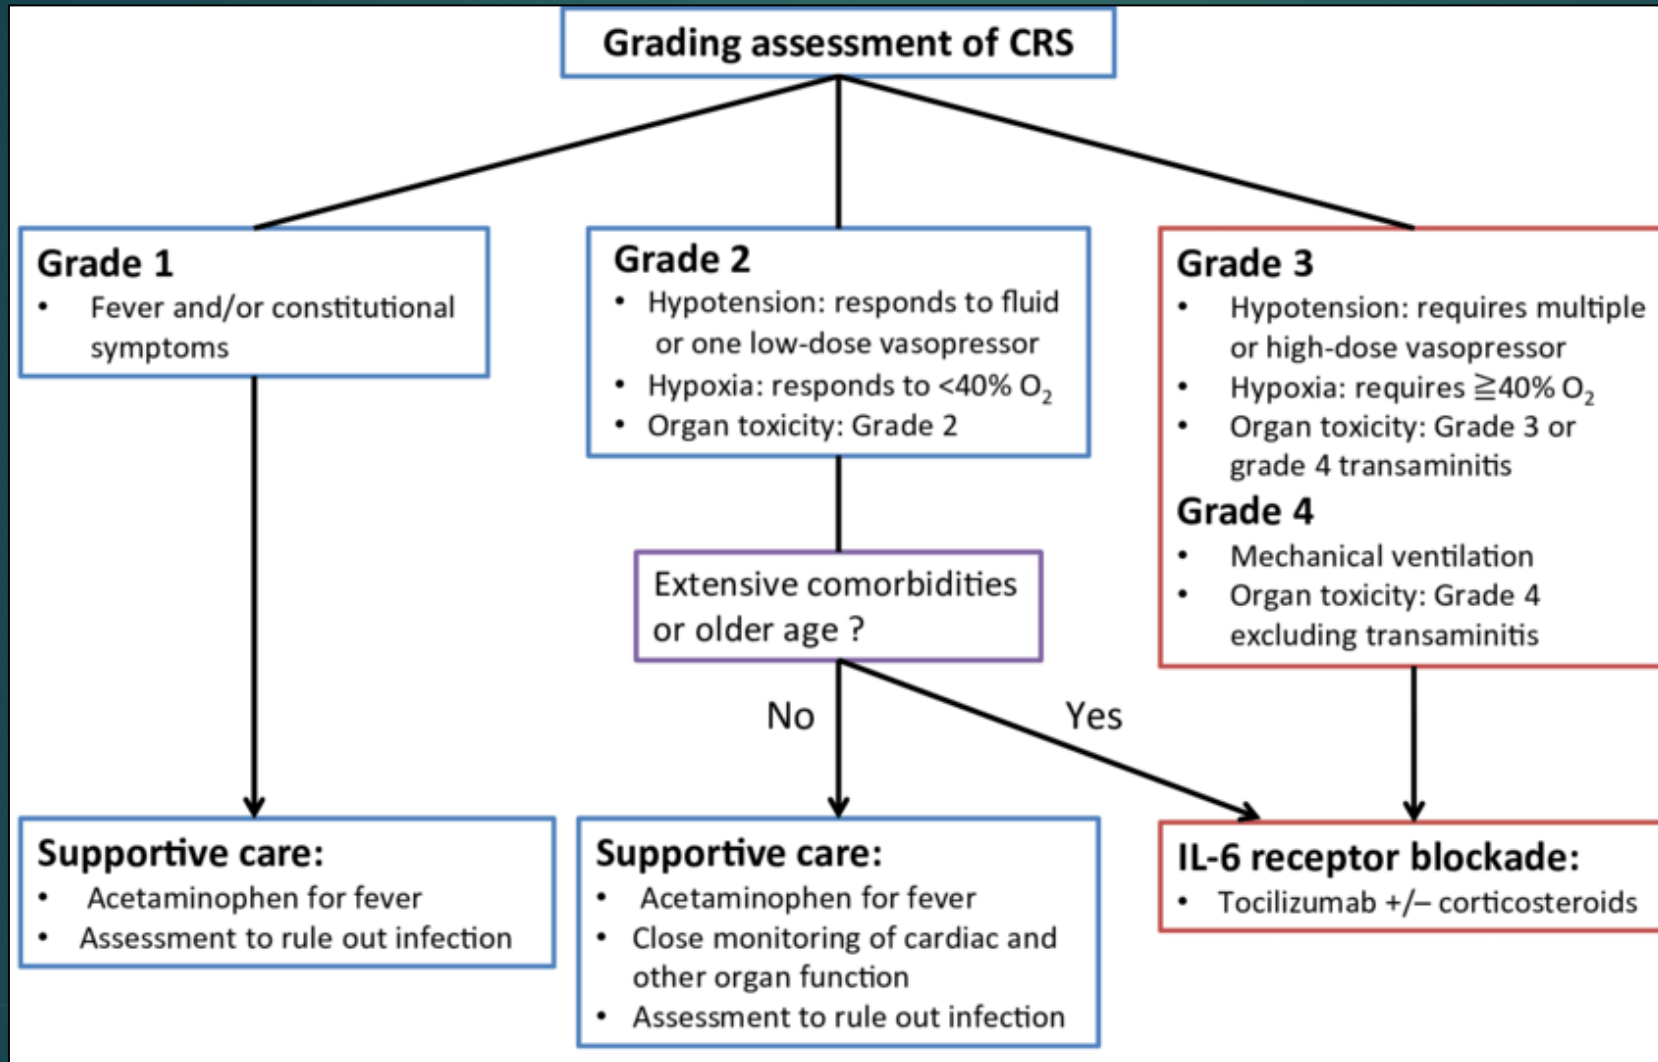 Grading assessment of CRS
Grade 1
• Fever and/or constitutional
symptoms
Grade 2
• Hypotension: responds to fluid
or one low-dose vasopressor
• Hypoxia: responds to <40% O₂
• Organ toxicity: Grade 2
Grade 3
• Hypotension: requires multiple
or high-dose vasopressor
• Hypoxia: requires ≧40% O₂
• Organ toxicity: Grade 3 or
grade 4 transaminitis
Grade 4
• Mechanical ventilation
• Organ toxicity: Grade 4
excluding transaminitis
Extensive comorbidities
or older age ?
No
Yes
Supportive care:
• Acetaminophen for fever
• Assessment to rule out infection
Supportive care:
• Acetaminophen for fever
• Close monitoring of cardiac and
other organ function
• Assessment to rule out infection
IL-6 receptor blockade:
• Tocilizumab +/– corticosteroids